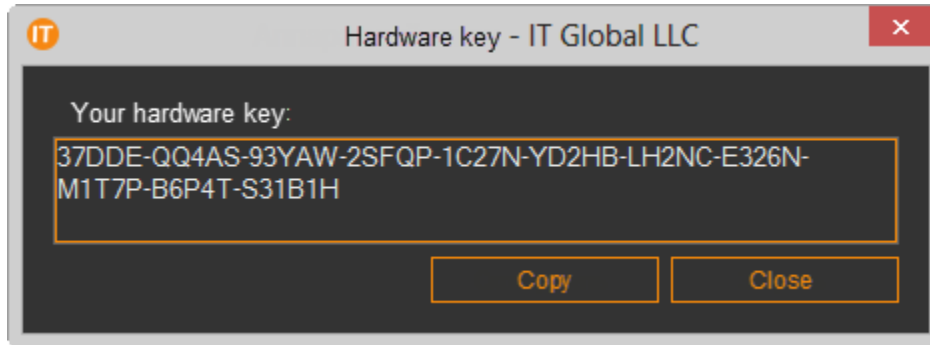 IT
Hardware key - IT Global LLC
Your hardware key:
37DDE-QQ4AS-93YAW-2SFQP-1C27N-YD2HB-LH2NC-E326N-
M1T7P-B6P4T-S31B1H
Copy
Close